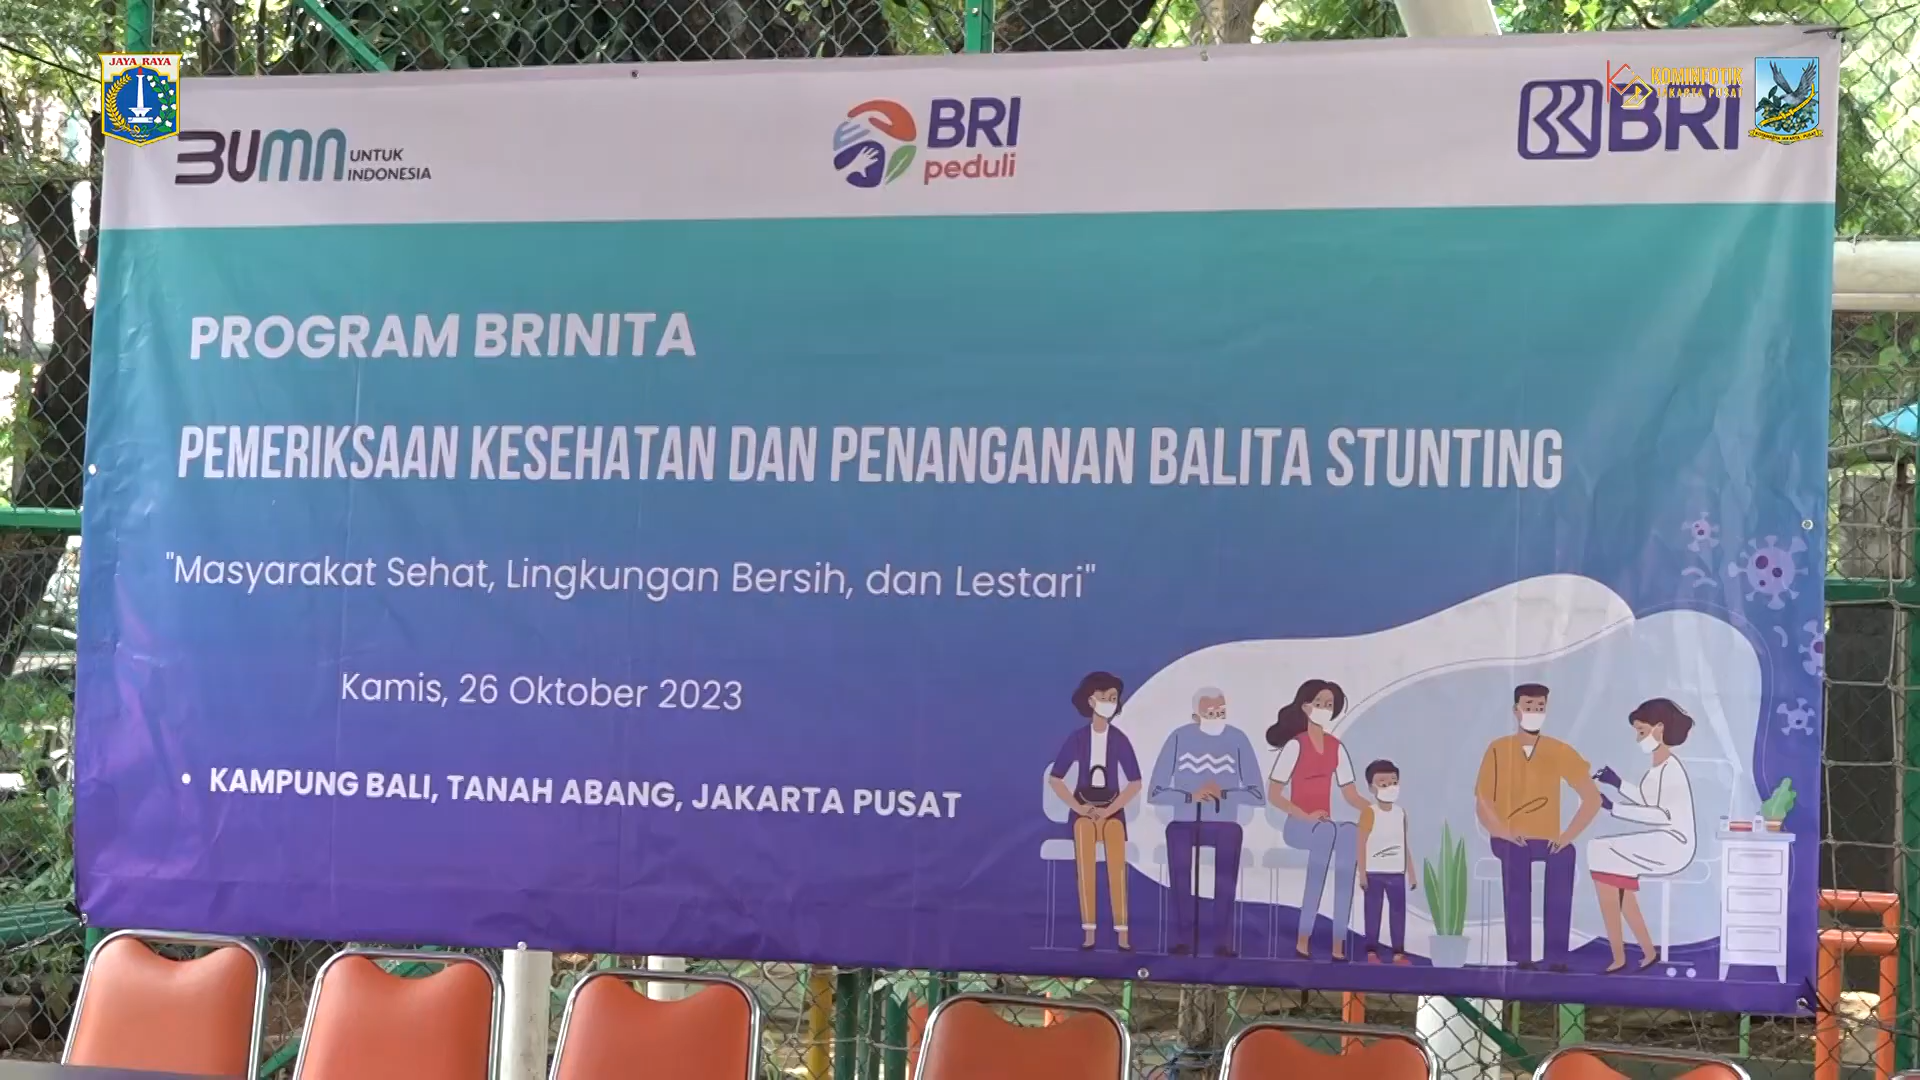 JAYA RAYA
KOMINFOTIK
JAKARTA PUSAT
BUMN UNTUK
INDONESIA
BRI
peduli
BRI
PROGRAM BRINITA
PEMERIKSAAN KESEHATAN DAN PENANGANAN BALITA STUNTING
"Masyarakat Sehat, Lingkungan Bersih, dan Lestari"
Kamis, 26 Oktober 2023
• KAMPUNG BALI, TANAH ABANG, JAKARTA PUSAT